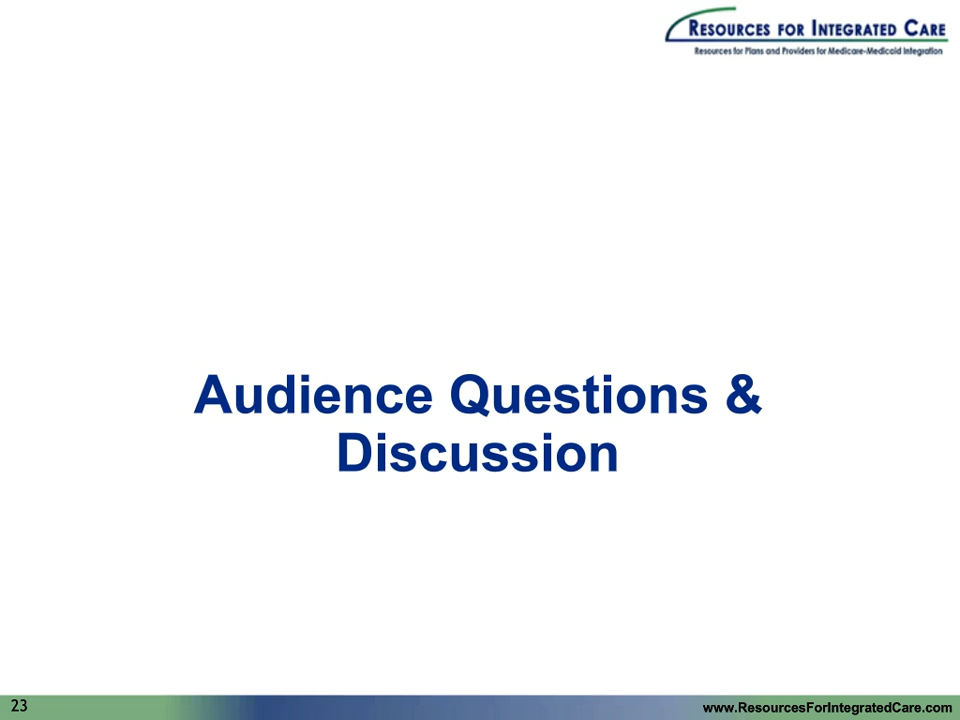 RESOURCES FOR INTEGRATED CARE
Resources for Plans and Providers for Medicare-Medicaid Integration
Audience Questions &
Discussion
23
www.ResourcesForIntegratedCare.com